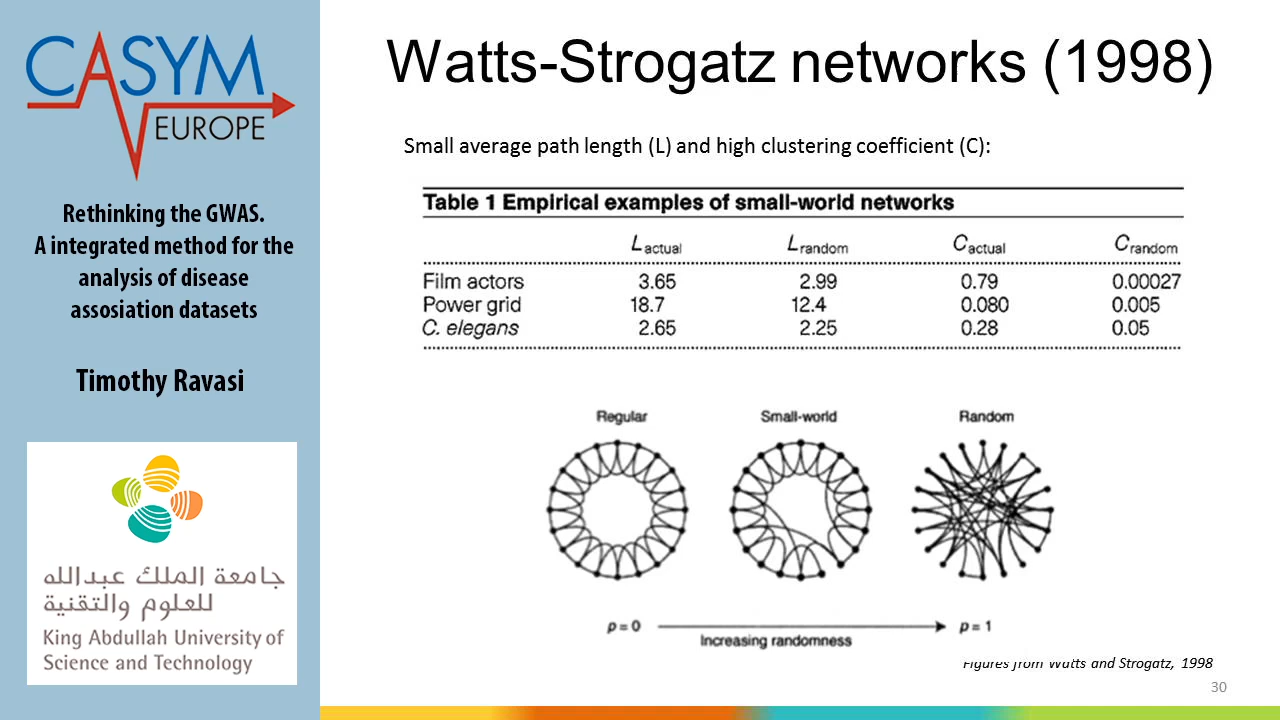 CASYM
EUROPE
Rethinking the GWAS.
A integrated method for the
analysis of disease
assosiation datasets
Timothy Ravasi
جامعة الملك عبدالله
للعلوم والتقنية
King Abdullah University of
Science and Technology
Watts-Strogatz networks (1998)
Small average path length (L) and high clustering coefficient (C):
Table 1 Empirical examples of small-world networks
L actual L random C actual C random
Film actors 3.65 2.99 0.79 0.00027
Power grid 18.7 12.4 0.080 0.005
C. elegans 2.65 2.25 0.28 0.05
Regular Small-world Random
p = 0 p = 1
Increasing randomness
Figures from Watts and Strogatz, 1998
30